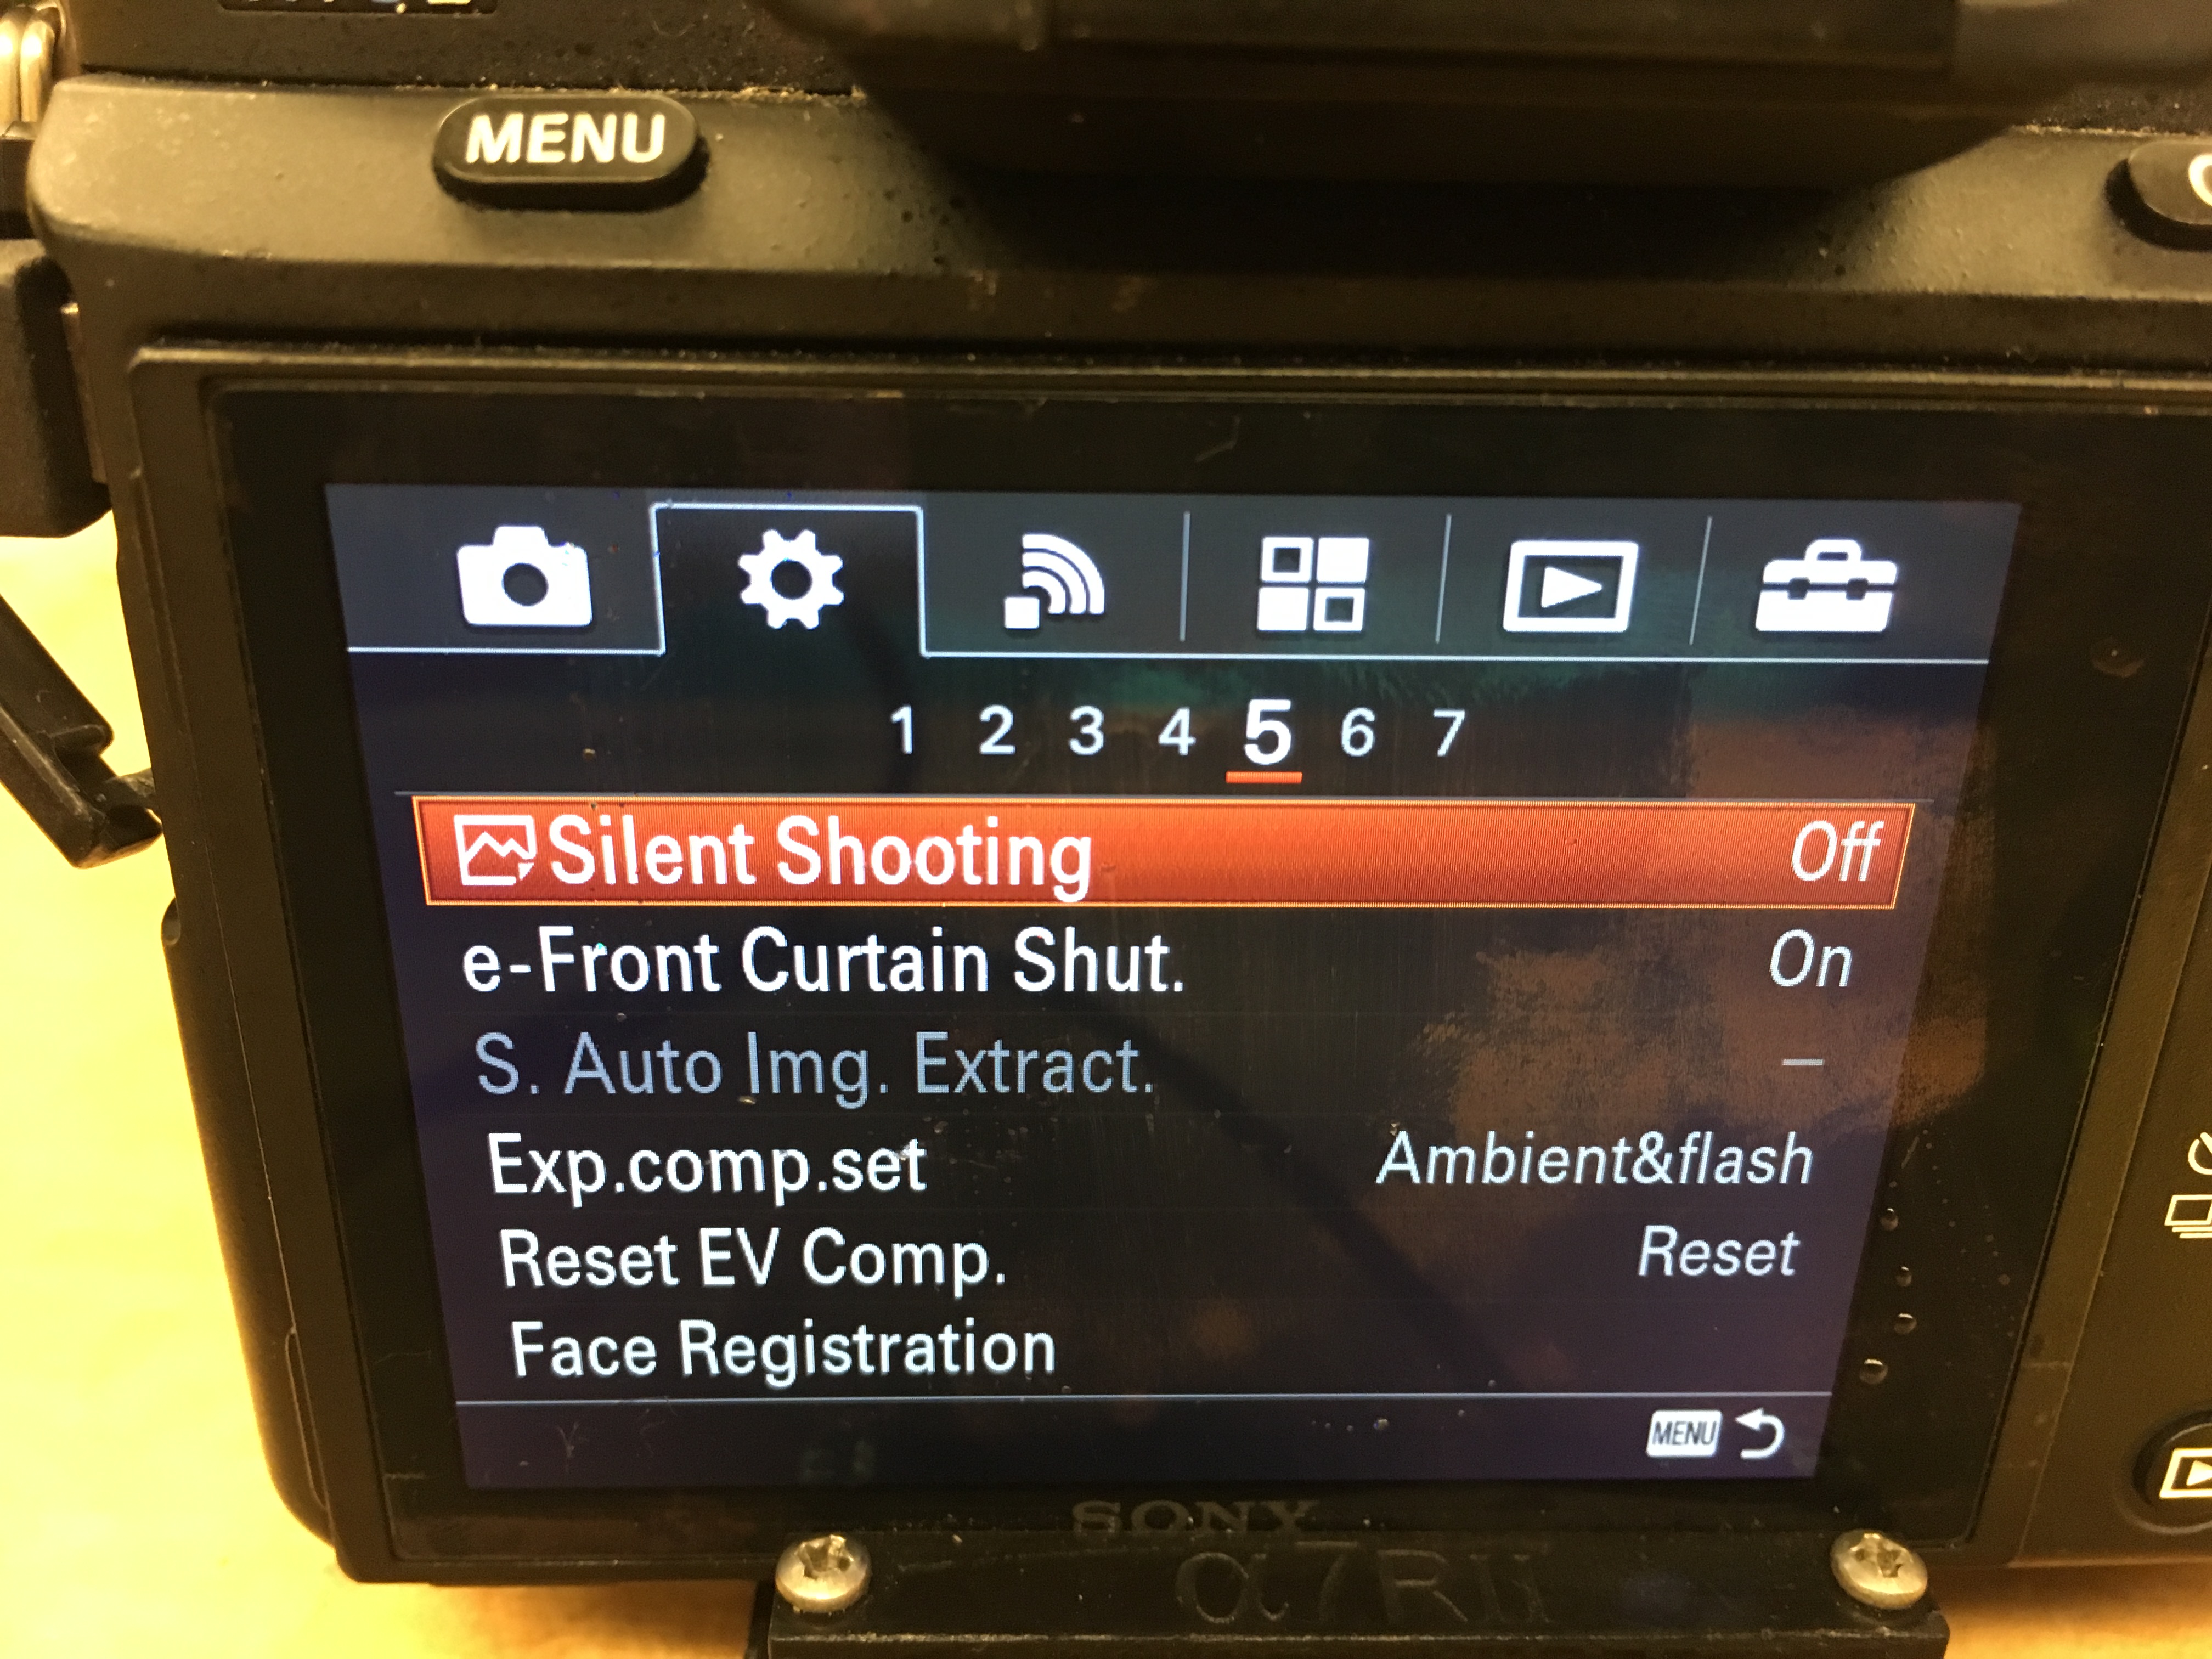 MENU
1 2 3 4 5 6 7
Silent Shooting Off
e-Front Curtain Shut. On
S. Auto Img. Extract. –
Exp.comp.set Ambient&flash
Reset EV Comp. Reset
Face Registration
MENU
SONY
α7RII